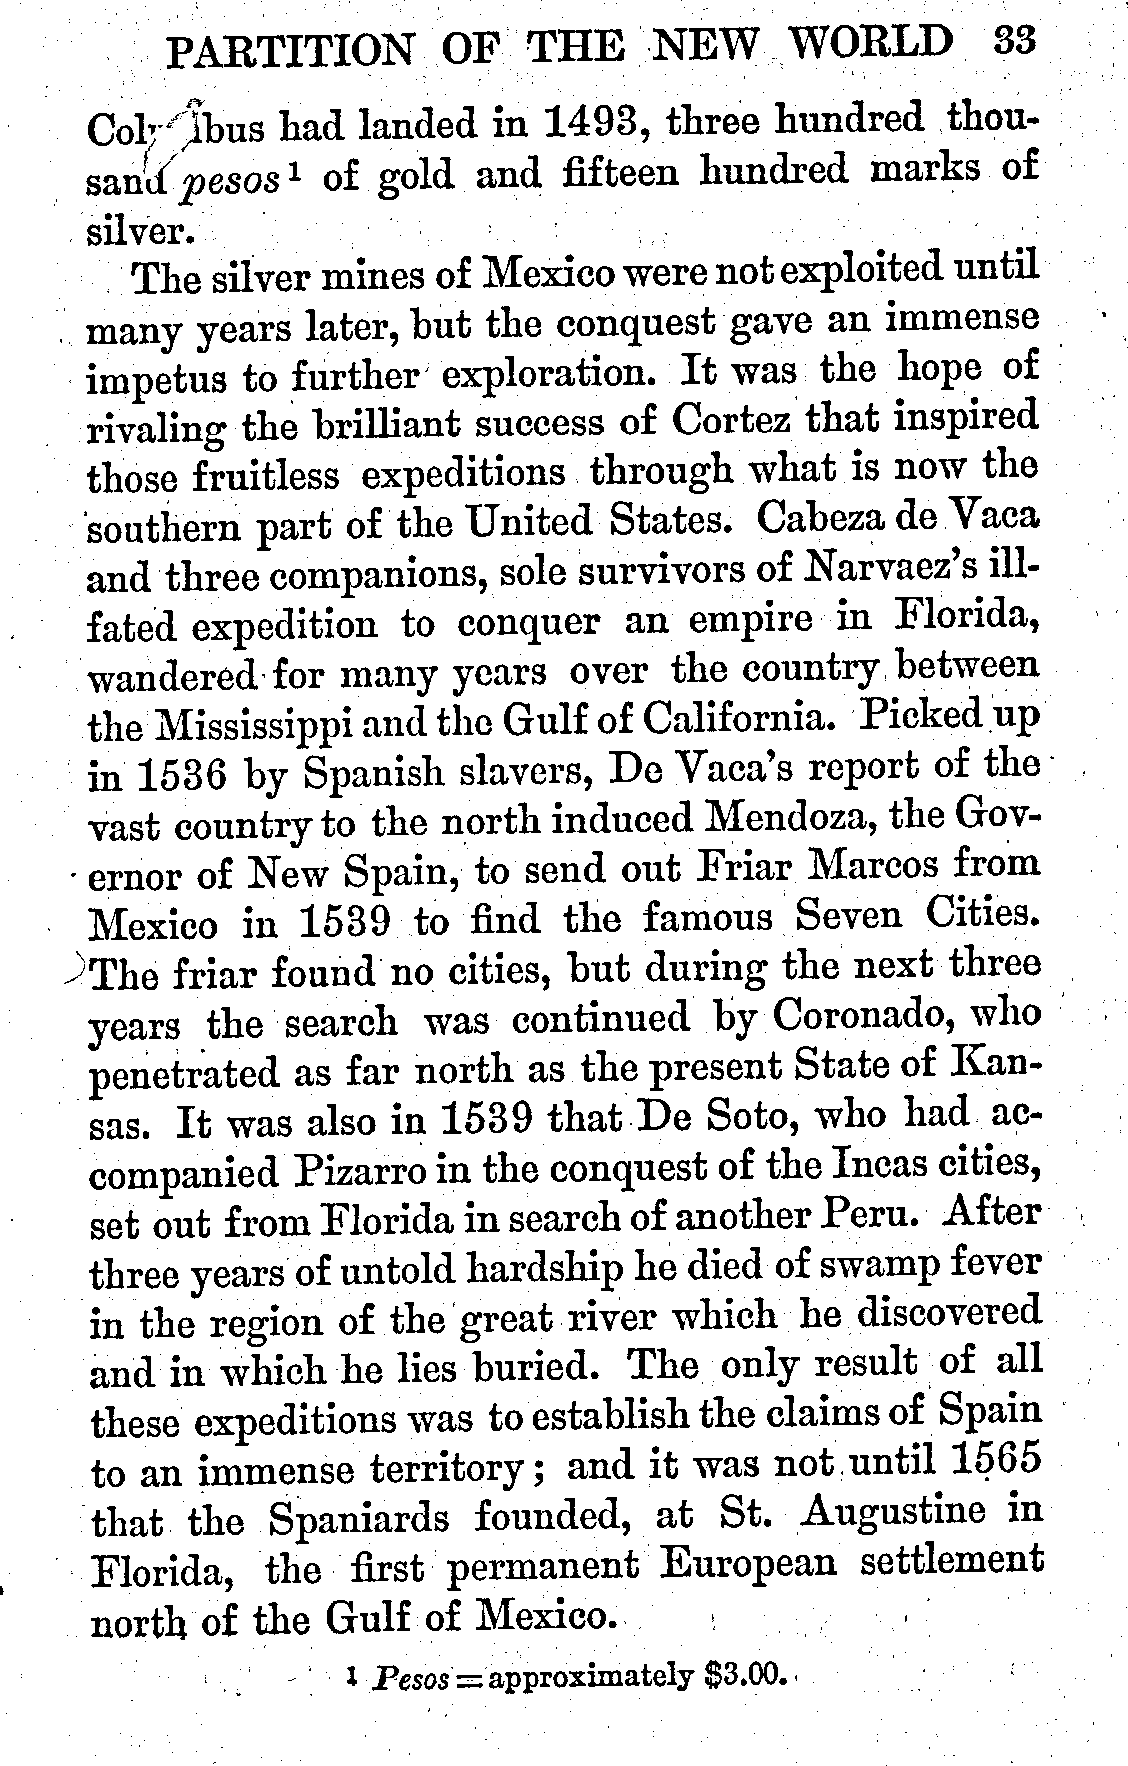 PARTITION OF THE NEW WORLD 33
Columbus had landed in 1493, three hundred thou-
sand pesos¹ of gold and fifteen hundred marks of
silver.
The silver mines of Mexico were not exploited until
many years later, but the conquest gave an immense
impetus to further exploration. It was the hope of
rivaling the brilliant success of Cortez that inspired
those fruitless expeditions through what is now the
southern part of the United States. Cabeza de Vaca
and three companions, sole survivors of Narvaez's ill-
fated expedition to conquer an empire in Florida,
wandered for many years over the country between
the Mississippi and the Gulf of California. Picked up
in 1536 by Spanish slavers, De Vaca's report of the
vast country to the north induced Mendoza, the Gov-
ernor of New Spain, to send out Friar Marcos from
Mexico in 1539 to find the famous Seven Cities.
The friar found no cities, but during the next three
years the search was continued by Coronado, who
penetrated as far north as the present State of Kan-
sas. It was also in 1539 that De Soto, who had ac-
companied Pizarro in the conquest of the Incas cities,
set out from Florida in search of another Peru. After
three years of untold hardship he died of swamp fever
in the region of the great river which he discovered
and in which he lies buried. The only result of all
these expeditions was to establish the claims of Spain
to an immense territory; and it was not until 1565
that the Spaniards founded, at St. Augustine in
Florida, the first permanent European settlement
north of the Gulf of Mexico.
¹ Pesos = approximately $3.00.